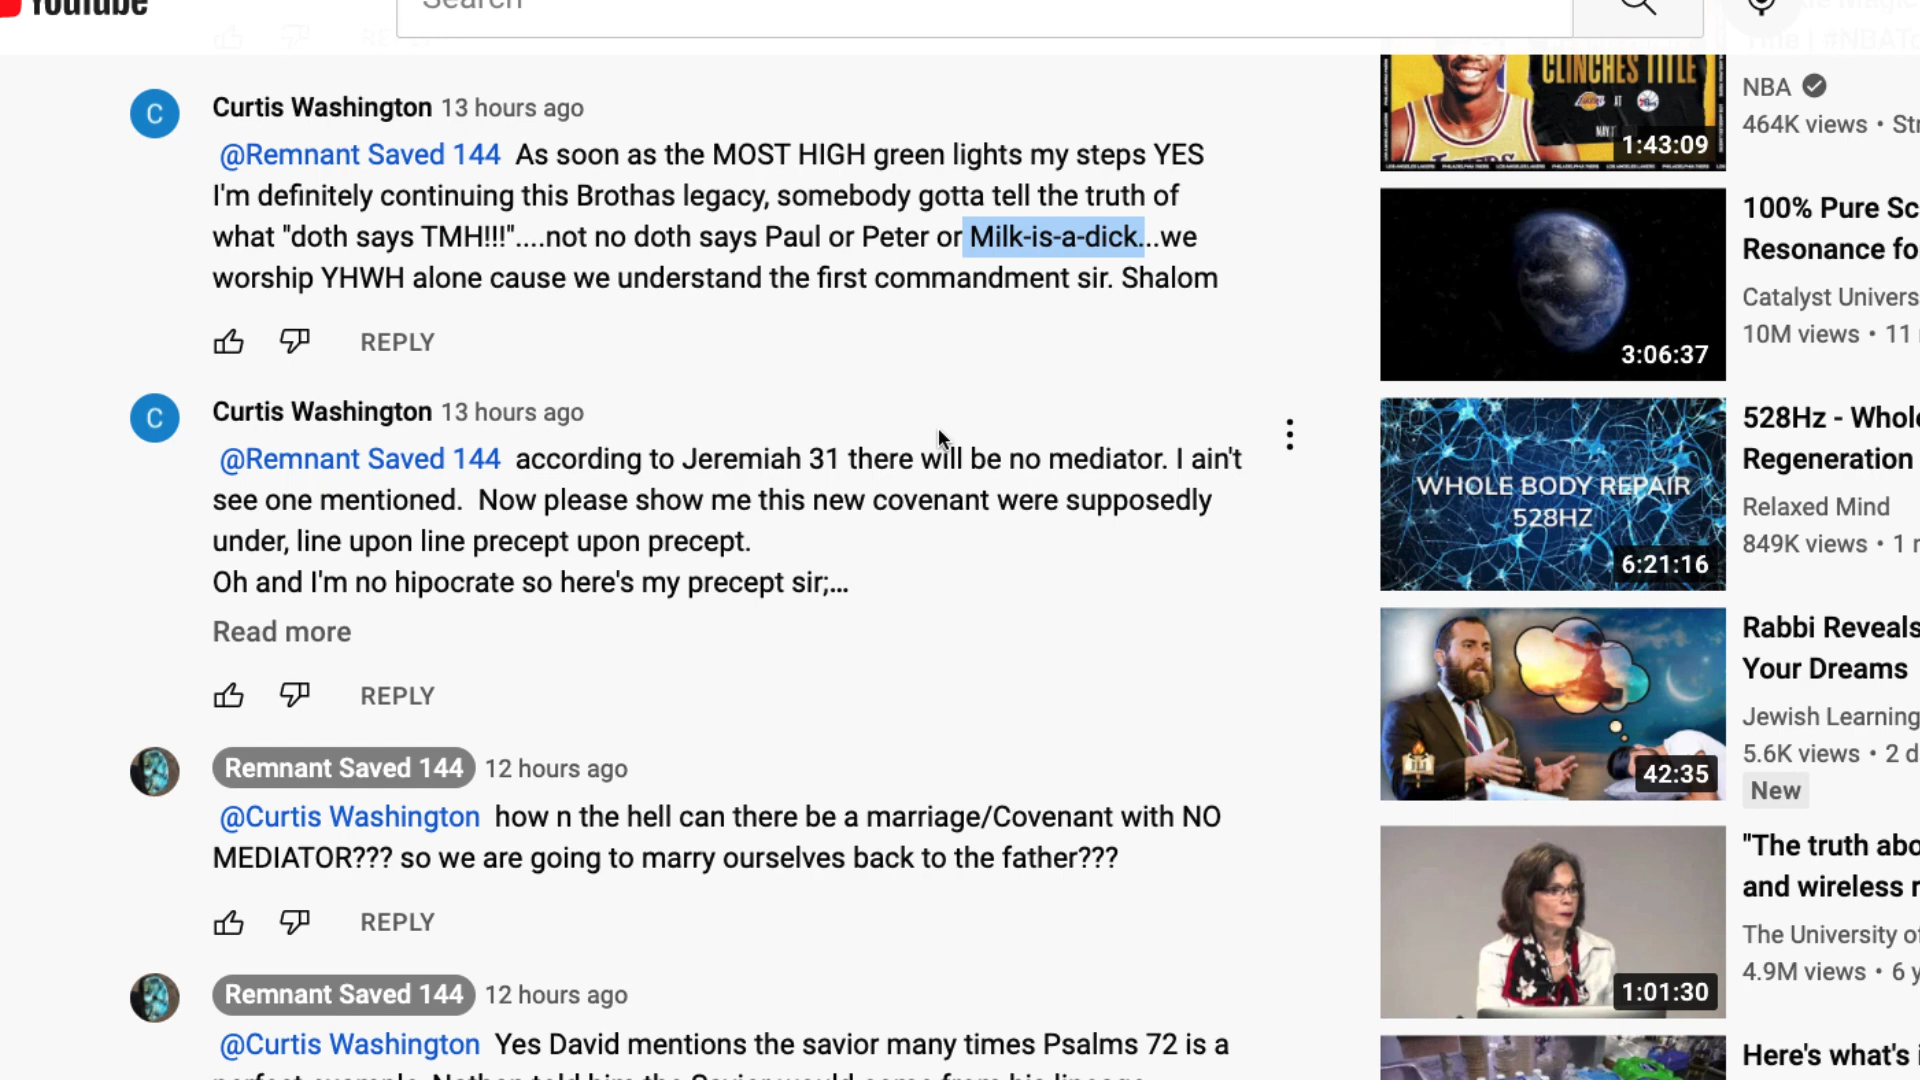 YouTube
Search
Curtis Washington 13 hours ago
@Remnant Saved 144 As soon as the MOST HIGH green lights my steps YES
I'm definitely continuing this Brothas legacy, somebody gotta tell the truth of
what "doth says TMH!!!"....not no doth says Paul or Peter or Milk-is-a-dick...we
worship YHWH alone cause we understand the first commandment sir. Shalom
REPLY
Curtis Washington 13 hours ago
@Remnant Saved 144 according to Jeremiah 31 there will be no mediator. I ain't
see one mentioned. Now please show me this new covenant were supposedly
under, line upon line precept upon precept.
Oh and I'm no hipocrate so here's my precept sir;...
Read more
REPLY
Remnant Saved 144 12 hours ago
@Curtis Washington how n the hell can there be a marriage/Covenant with NO
MEDIATOR??? so we are going to marry ourselves back to the father???
REPLY
Remnant Saved 144 12 hours ago
@Curtis Washington Yes David mentions the savior many times Psalms 72 is a
CLINCHES TITLE
AT
1:43:09
NBA
464K views •
3:06:37
100% Pure
Resonance
Catalyst
10M views • 11
WHOLE BODY REPAIR
528HZ
6:21:16
528Hz -
Regeneration
Relaxed Mind
849K views • 1
42:35
Rabbi Reveals
Your Dreams
Jewish Learning
5.6K views • 2
New
1:01:30
"The truth
and wireless
The University
4.9M views • 6
Here's what's